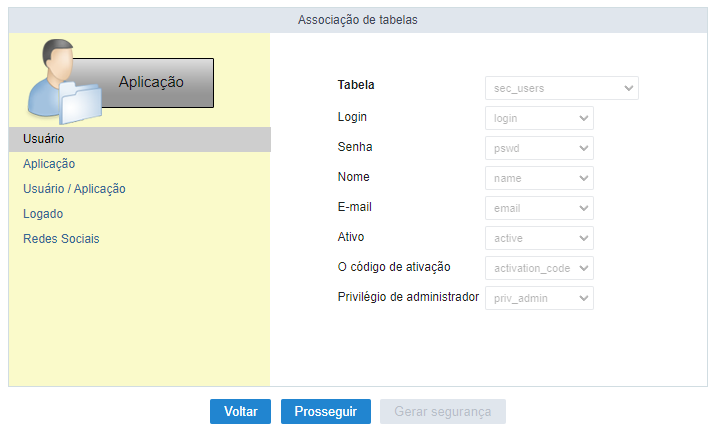 Associação de tabelas
Aplicação
Usuário
Aplicação
Usuário / Aplicação
Logado
Redes Sociais
Tabela sec_users
Login login
Senha pswd
Nome name
E-mail email
Ativo active
O código de ativação activation_code
Privilégio de administrador priv_admin
Voltar Prosseguir Gerar segurança